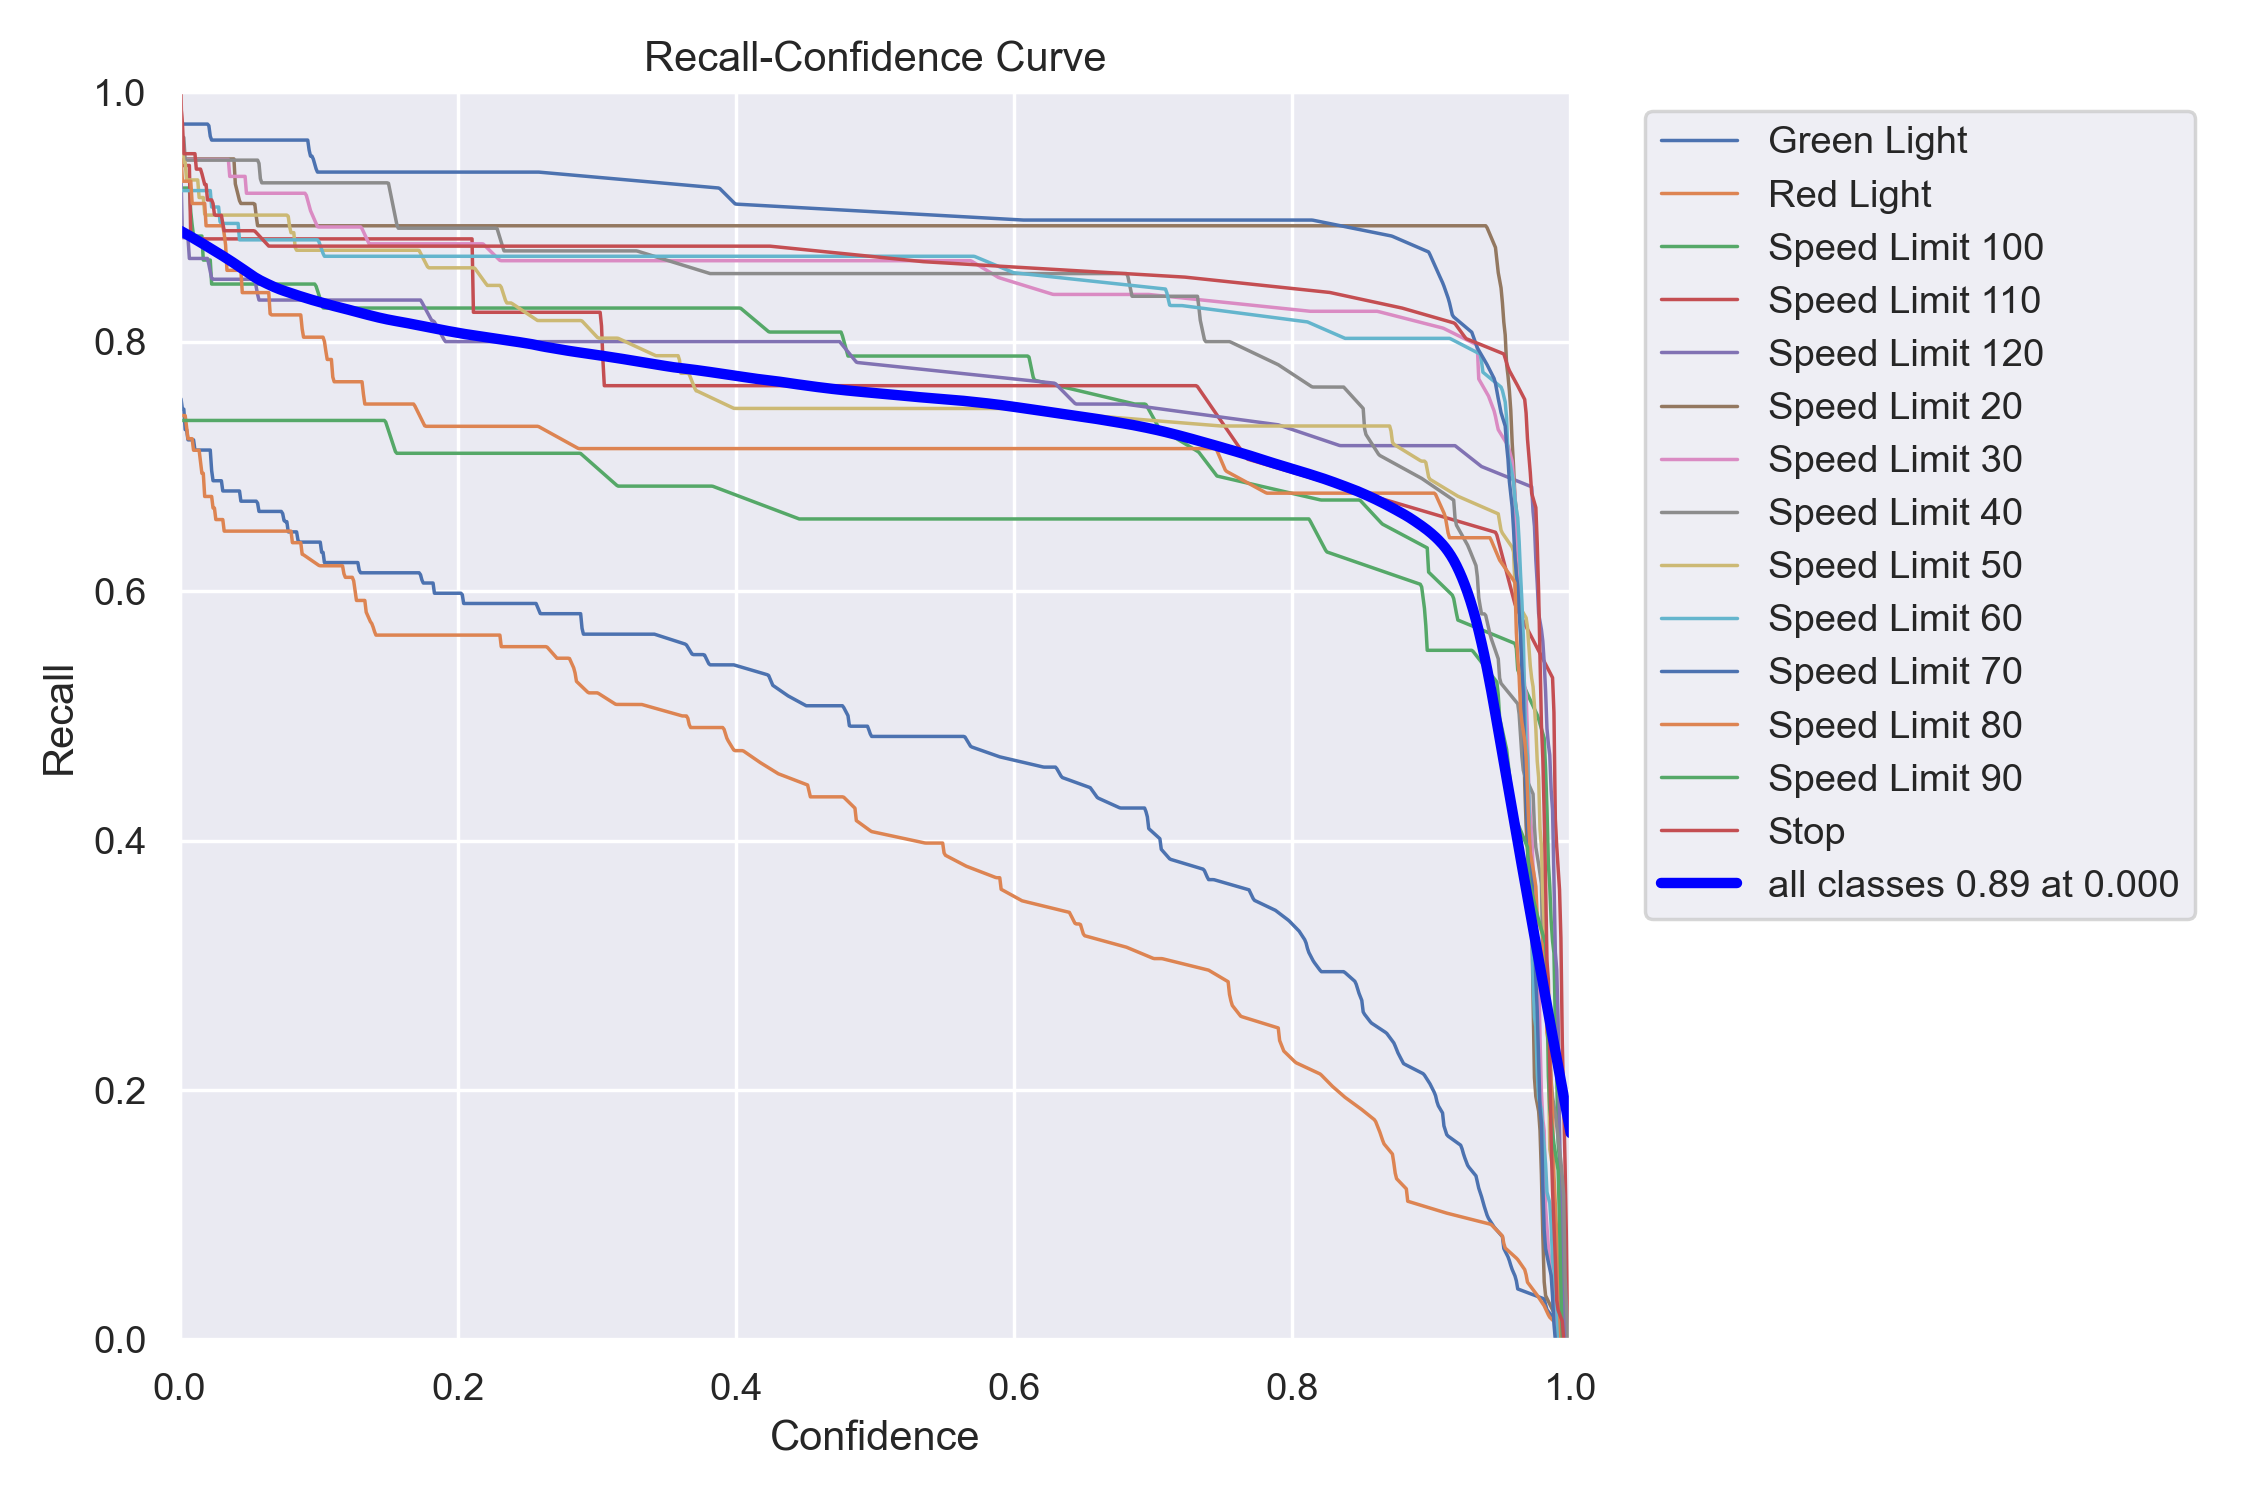 Recall-Confidence Curve
1.0
0.8
0.6
0.4
0.2
0.0
Recall
0.0 0.2 0.4 0.6 0.8 1.0
Confidence
Green Light
Red Light
Speed Limit 100
Speed Limit 110
Speed Limit 120
Speed Limit 20
Speed Limit 30
Speed Limit 40
Speed Limit 50
Speed Limit 60
Speed Limit 70
Speed Limit 80
Speed Limit 90
Stop
all classes 0.89 at 0.000